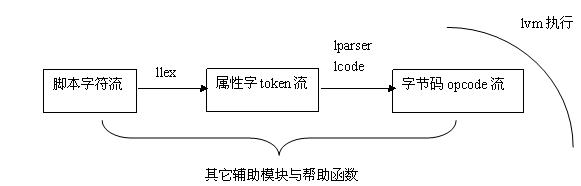 lvm 执行
lparser
lcode
llex
脚本字符流
属性字 token 流
字节码 opcode 流
其它辅助模块与帮助函数